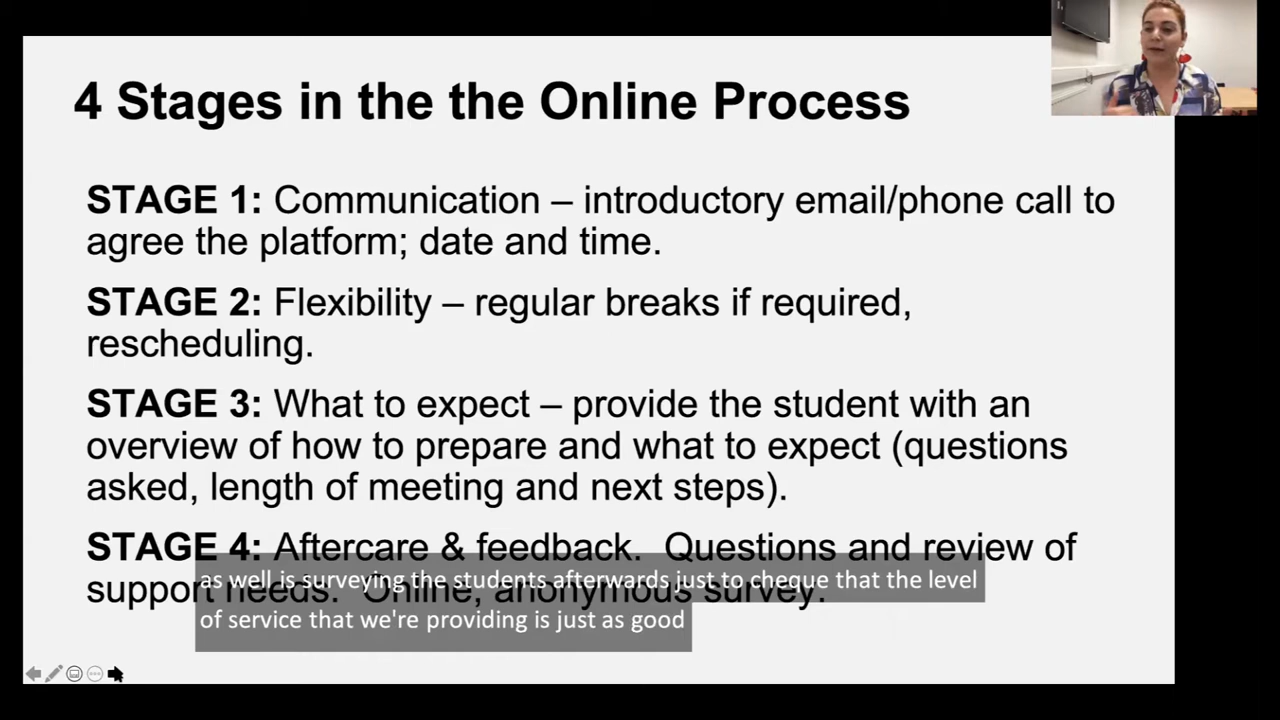 4 Stages in the the Online Process
STAGE 1: Communication – introductory email/phone call to
agree the platform; date and time.
STAGE 2: Flexibility – regular breaks if required,
rescheduling.
STAGE 3: What to expect – provide the student with an
overview of how to prepare and what to expect (questions
asked, length of meeting and next steps).
STAGE 4: Aftercare & feedback. Questions and review of
support needs. Online, anonymous survey.
as well is surveying the students afterwards just to cheque that the level
of service that we're providing is just as good